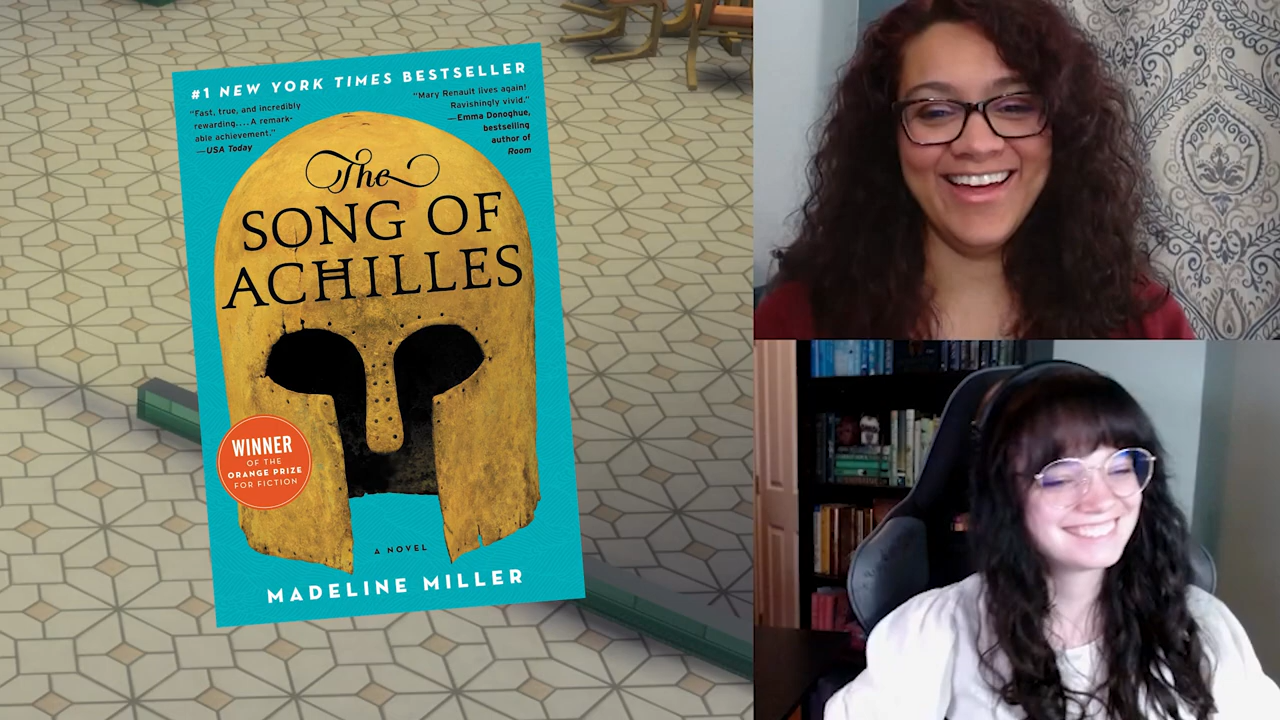 #1 NEW YORK TIMES BESTSELLER
“Fast, true, and incredibly
rewarding....A remark-
able achievement.”
—USA Today
“Mary Renault lives again!
Ravishingly vivid.”
—Emma Donoghue,
bestselling
author of
Room
The
SONG OF
ACHILLES
WINNER
OF THE
ORANGE PRIZE
FOR FICTION
A NOVEL
MADELINE MILLER